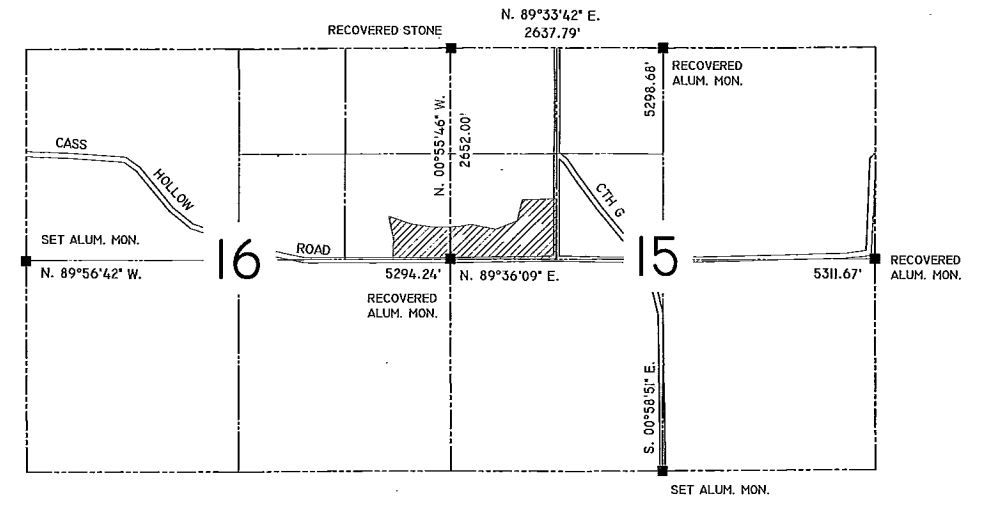 N. 89°33'42" E.
2637.79'
RECOVERED STONE
RECOVERED
ALUM. MON.
5298.68'
N. 00°55'46" W.
2652.00'
CASS
HOLLOW
ROAD
CTH G
SET ALUM. MON.
N. 89°56'42" W.
16
15
5294.24'
N. 89°36'09" E.
5311.67'
RECOVERED
ALUM. MON.
RECOVERED
ALUM. MON.
S. 00°58'51" E.
SET ALUM. MON.